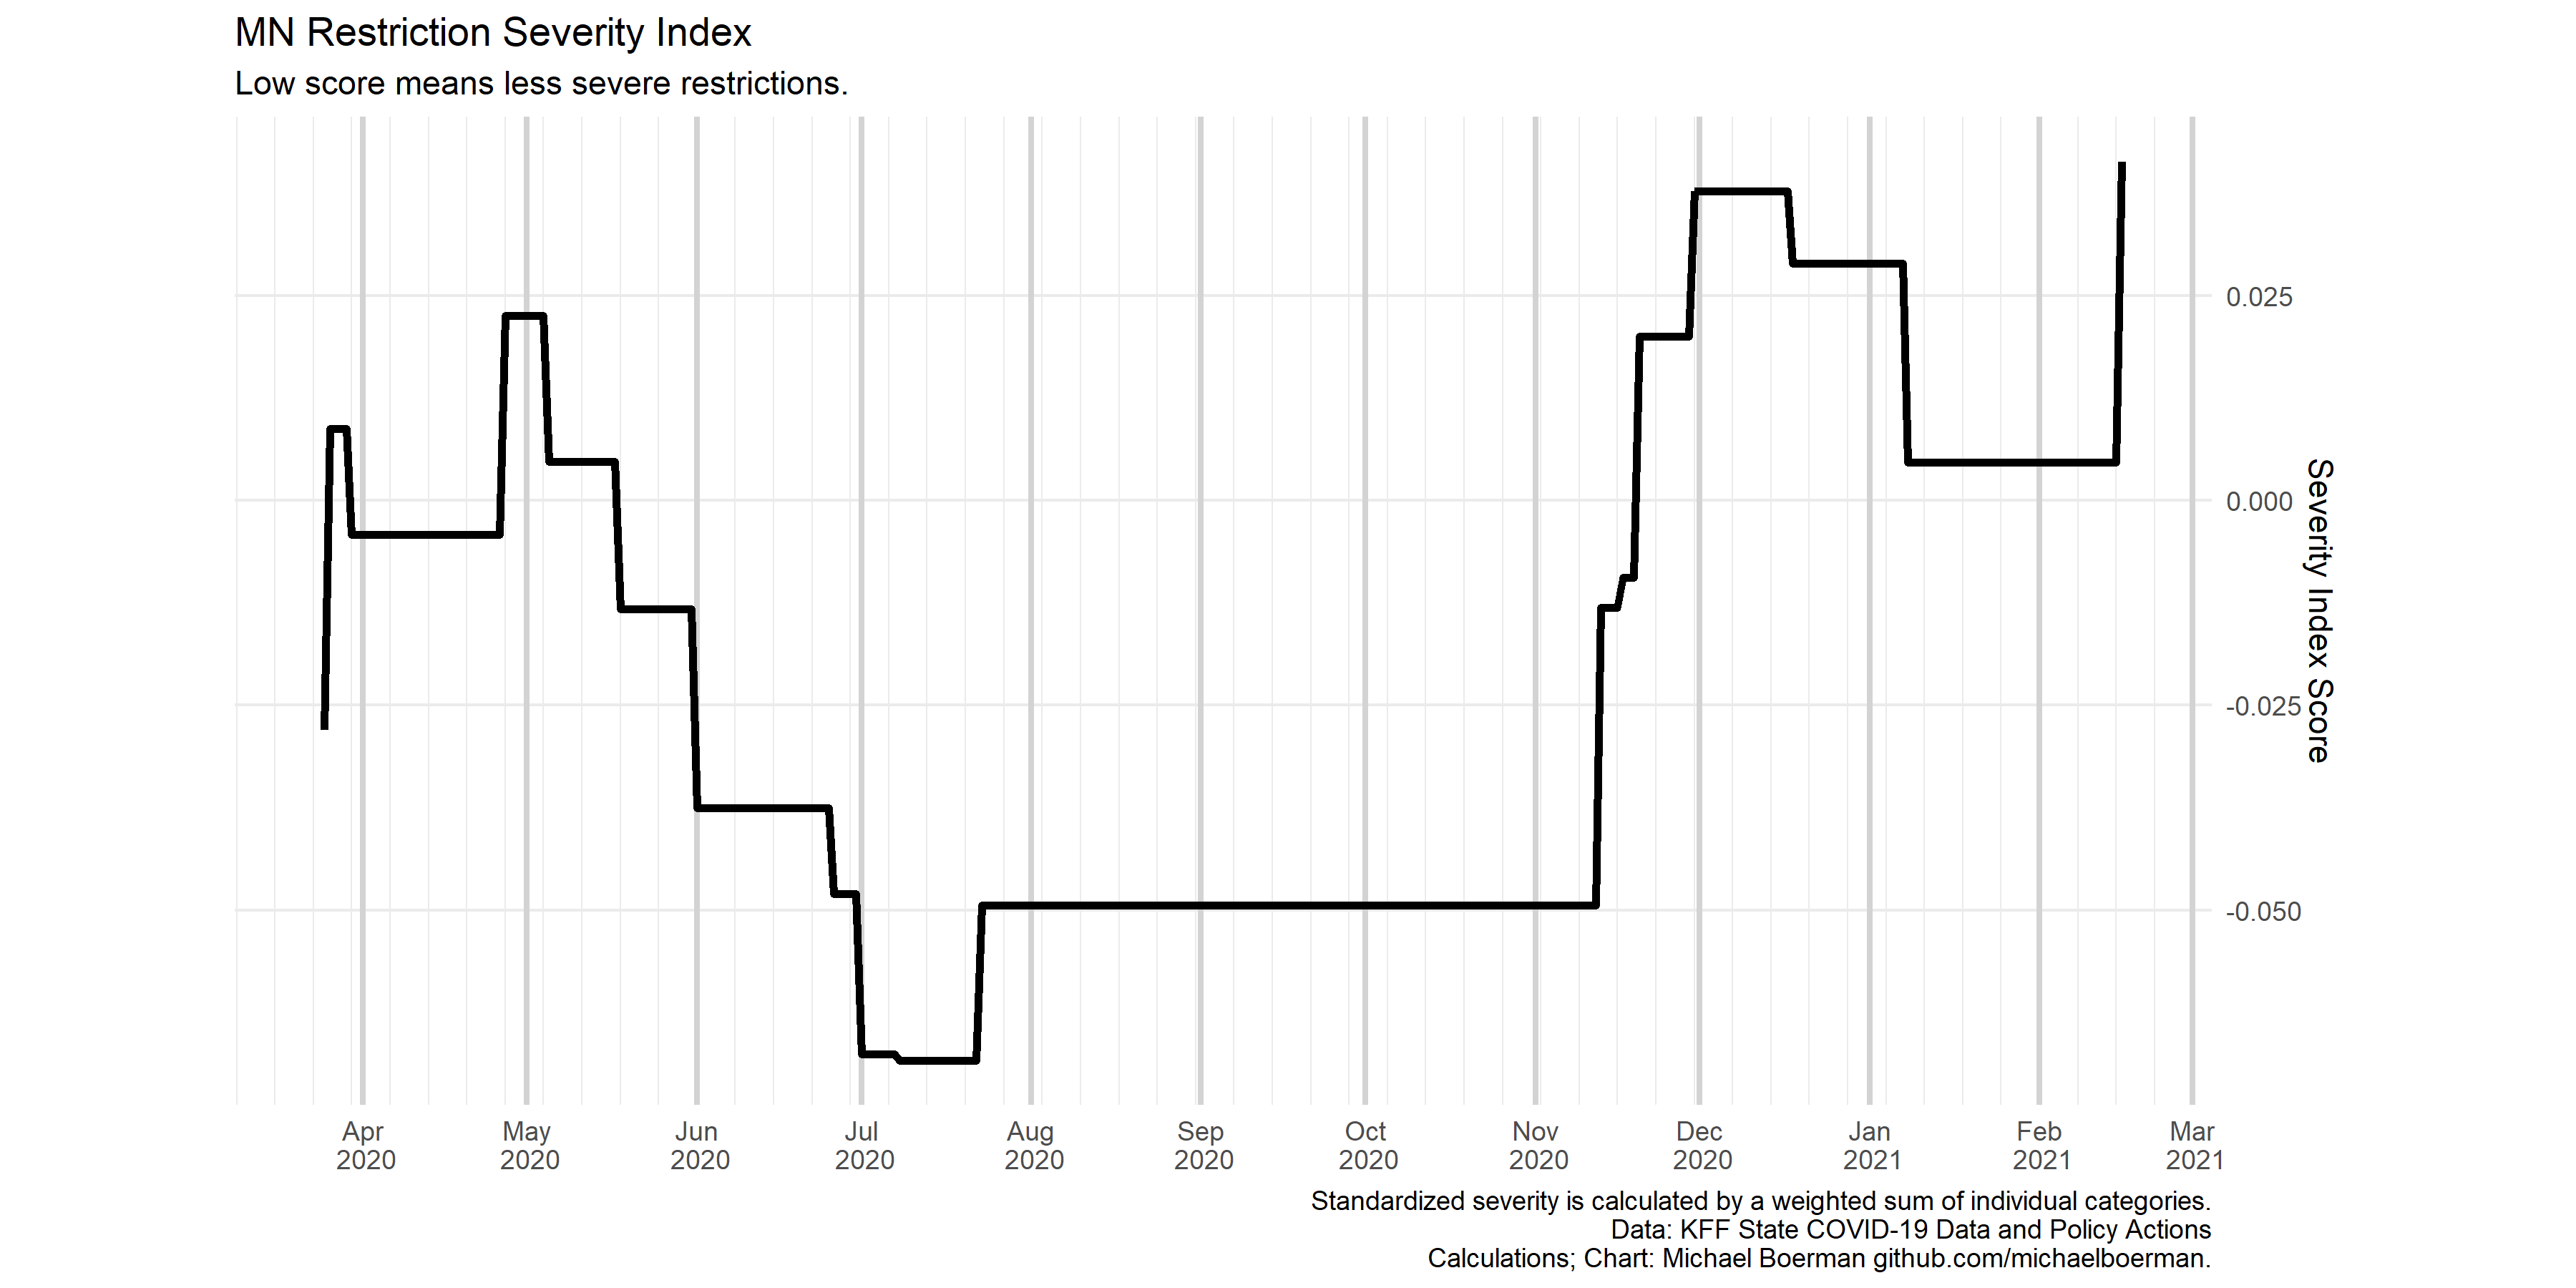 MN Restriction Severity Index
Low score means less severe restrictions.
0.025
0.000
-0.025
-0.050
Severity Index Score
Apr May Jun Jul Aug Sep Oct Nov Dec Jan Feb Mar
2020 2020 2020 2020 2020 2020 2020 2020 2020 2021 2021 2021
Standardized severity is calculated by a weighted sum of individual categories.
Data: KFF State COVID-19 Data and Policy Actions
Calculations; Chart: Michael Boerman github.com/michaelboerman.